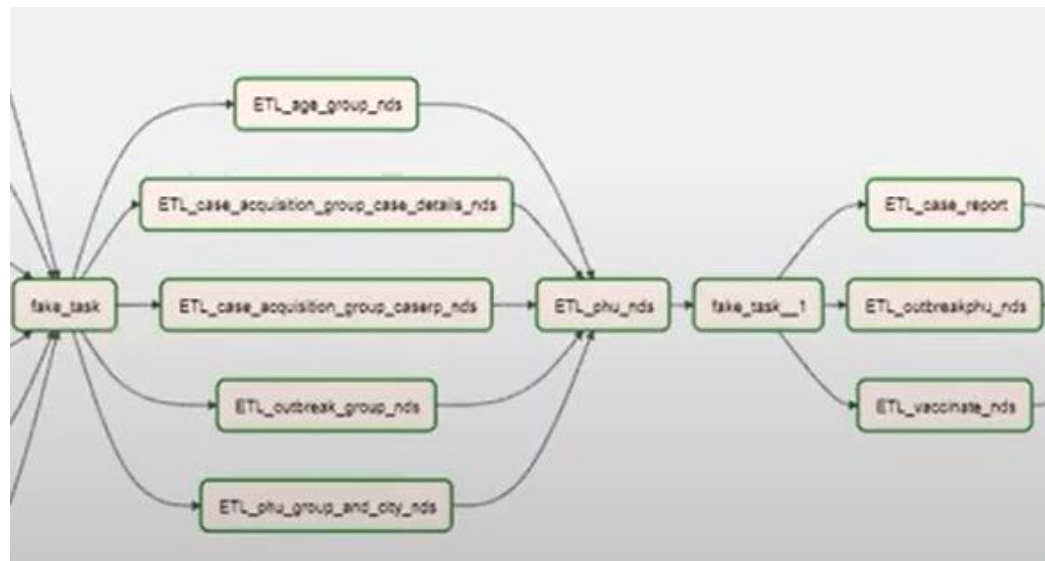 ETL_age_group_nds
ETL_case_acquisition_group_case_details_nds
ETL_case_report
fake_task
ETL_case_acquisition_group_caserp_nds
ETL_phu_nds
fake_task__1
ETL_outbreakphu_nds
ETL_outbreak_group_nds
ETL_vaccinate_nds
ETL_phu_group_and_city_nds